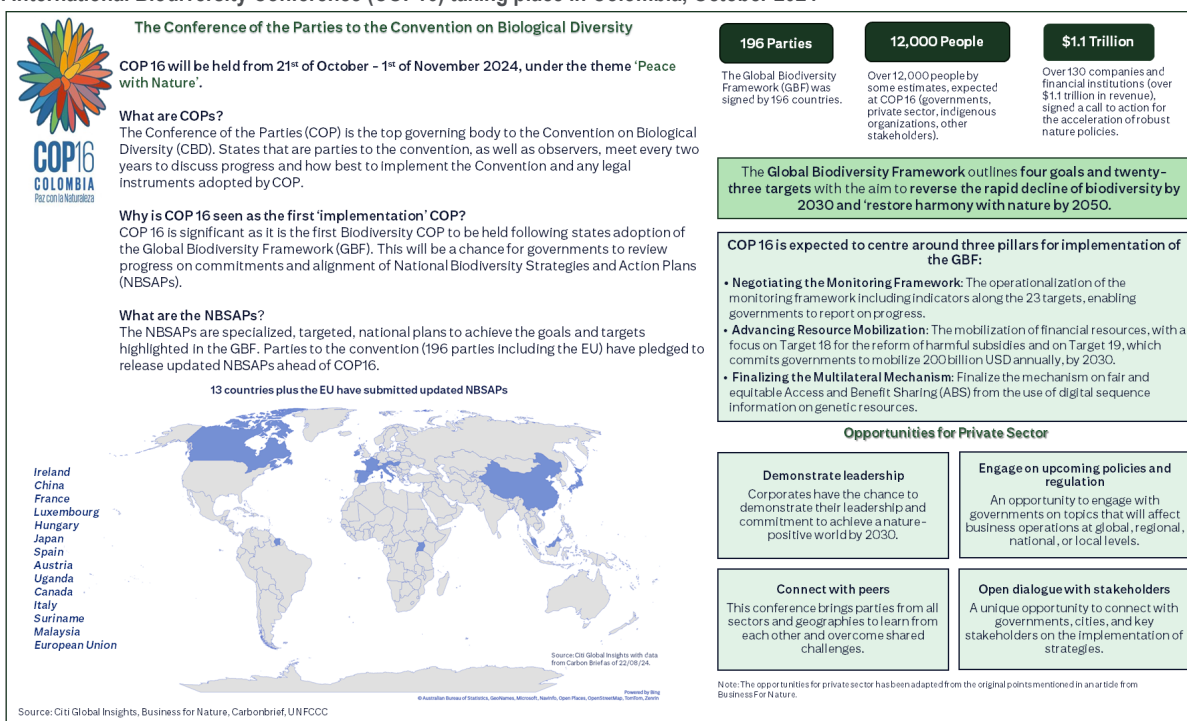 The Conference of the Parties to the Convention on Biological Diversity
COP 16 will be held from 21st of October – 1st of November 2024, under the theme ‘Peace
with Nature’.
What are COPs?
The Conference of the Parties (COP) is the top governing body to the Convention on Biological
Diversity (CBD). States that are parties to the convention, as well as observers, meet every two
years to discuss progress and how best to implement the Convention and any legal
instruments adopted by COP.
Why is COP 16 seen as the first ‘implementation’ COP?
COP 16 is significant as it is the first Biodiversity COP to be held following states adoption of
the Global Biodiversity Framework (GBF). This will be a chance for governments to review
progress on commitments and alignment of National Biodiversity Strategies and Action Plans
(NBSAPs).
What are the NBSAPs?
The NBSAPs are specialized, targeted, national plans to achieve the goals and targets
highlighted in the GBF. Parties to the convention (196 parties including the EU) have pledged to
release updated NBSAPs ahead of COP16.
COP16
COLOMBIA
Paz con la Naturaleza
13 countries plus the EU have submitted updated NBSAPs
Ireland
China
France
Luxembourg
Hungary
Japan
Spain
Austria
Uganda
Canada
Italy
Suriname
Malaysia
European Union
Source: Citi Global Insights with data
from Carbon Brief as of 22/08/24.
Powered by Bing
© Australian Bureau of Statistics, GeoNames, Microsoft, Navinfo, Open Places, OpenStreetMap, TomTom, Zenrin
Source: Citi Global Insights, Business for Nature, Carbonbrief, UNFCCC
196 Parties
The Global Biodiversity
Framework (GBF) was
signed by 196 countries.
12,000 People
Over 12,000 people by
some estimates, expected
at COP 16 (governments,
private sector, indigenous
organizations, other
stakeholders).
$1.1 Trillion
Over 130 companies and
financial institutions (over
$1.1 trillion in revenue),
signed a call to action for
the acceleration of robust
nature policies.
The Global Biodiversity Framework outlines four goals and twenty-
three targets with the aim to reverse the rapid decline of biodiversity by
2030 and ‘restore harmony with nature by 2050.
COP 16 is expected to centre around three pillars for implementation of
the GBF:
• Negotiating the Monitoring Framework: The operationalization of the
monitoring framework including indicators along the 23 targets, enabling
governments to report on progress.
• Advancing Resource Mobilization: The mobilization of financial resources, with a
focus on Target 18 for the reform of harmful subsidies and on Target 19, which
commits governments to mobilize 200 billion USD annually, by 2030.
• Finalizing the Multilateral Mechanism: Finalize the mechanism on fair and
equitable Access and Benefit Sharing (ABS) from the use of digital sequence
information on genetic resources.
Opportunities for Private Sector
Demonstrate leadership
Corporates have the chance to
demonstrate their leadership and
commitment to achieve a nature-
positive world by 2030.
Engage on upcoming policies and
regulation
An opportunity to engage with
governments on topics that will affect
business operations at global, regional,
national, or local levels.
Connect with peers
This conference brings parties from all
sectors and geographies to learn from
each other and overcome shared
challenges.
Open dialogue with stakeholders
A unique opportunity to connect with
governments, cities, and key
stakeholders on the implementation of
strategies.
Note: The opportunities for private sector has been adapted from the original points mentioned in an article from
Business For Nature.